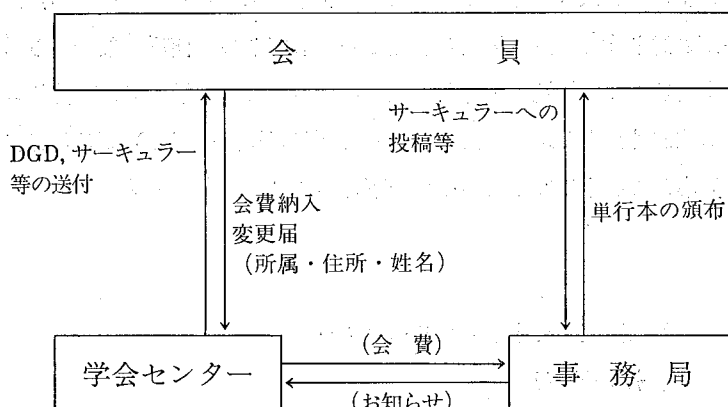 会 員
DGD, サーキュラー
等の送付
会費納入
変更届
(所属・住所・姓名)
サーキュラーへの
投稿等
単行本の頒布
学会センター
(会 費)
(お知らせ)
事 務 局